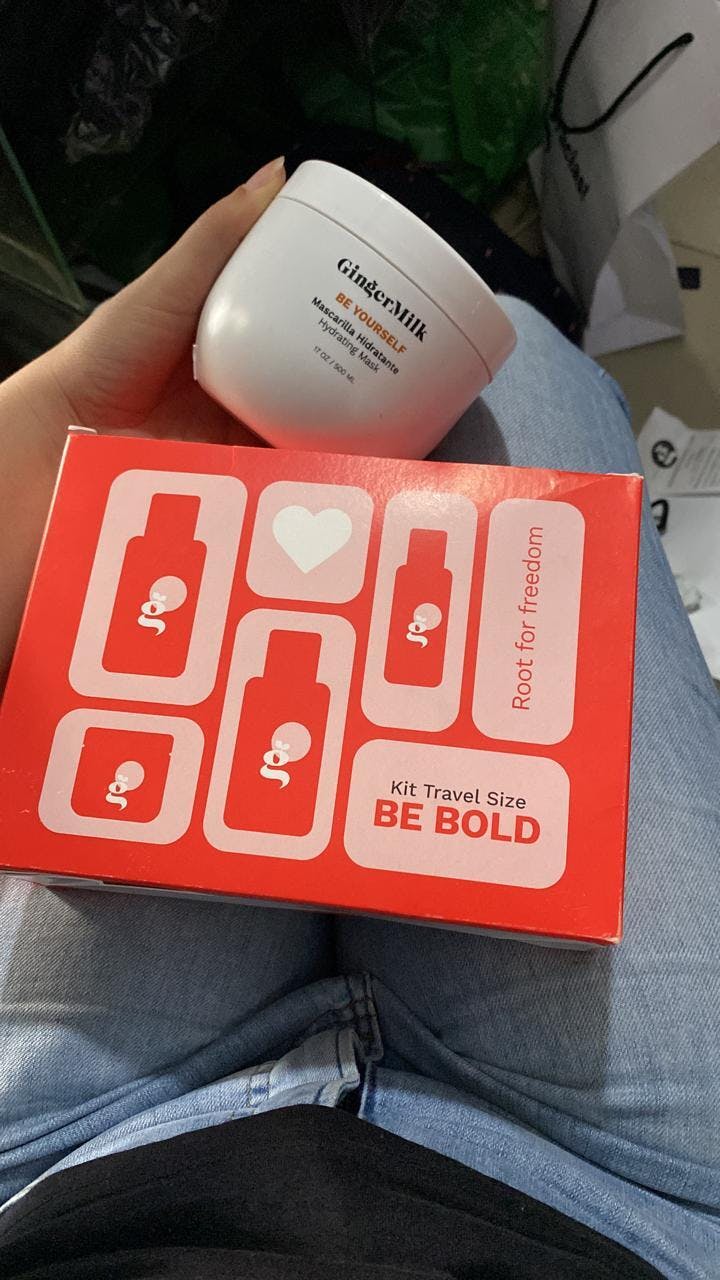 GingerMilk
BE YOURSELF
Mascarilla Hidratante
Hydrating Mask
17 OZ / 500 ML
g
g
g
g
Root for freedom
Kit Travel Size
BE BOLD